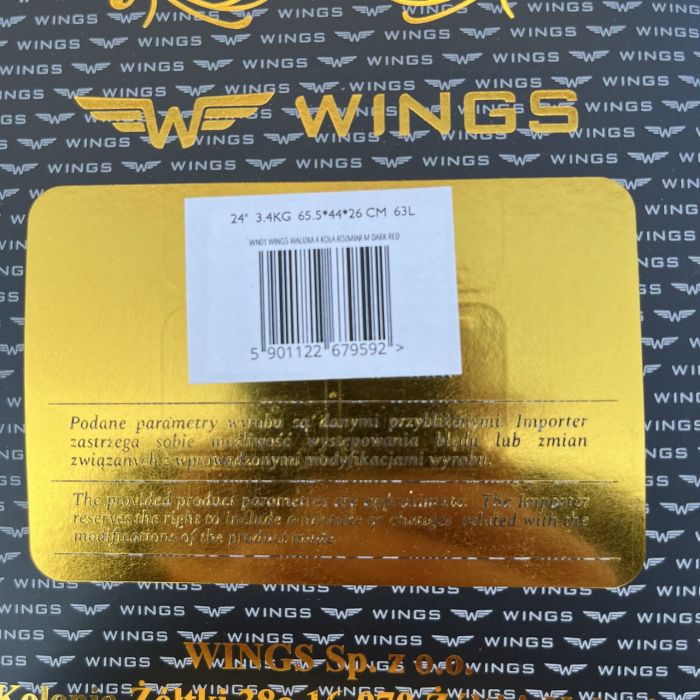 WINGS
24" 3.4KG 65.5*44*26 CM 63L
WN01 WINGS WALIZKA 4 KOŁA ROZMIAR M DARK RED
5 901122 679592 >
Podane parametry wyrobu są danymi przybliżonymi. Importer
zastrzega sobie możliwość występowania błędu lub zmian
związanych z wprowadzonymi modyfikacjami wyrobu.
The provided product parameters are approximate. The Importer
reserves the right to include a mistake or changes related with the
modifications of the product made.
WINGS Sp. z o.o.
Kolonia Żółtki